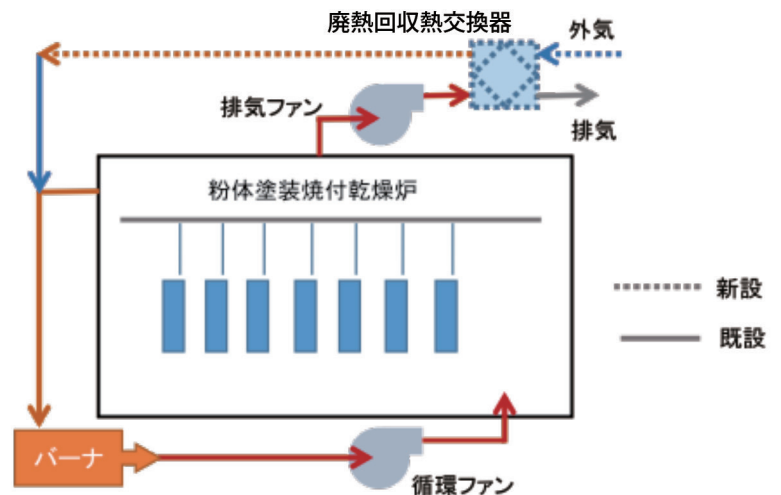 廃熱回収熱交換器
外気
排気ファン
排気
粉体塗装焼付乾燥炉
新設
既設
バーナ
循環ファン